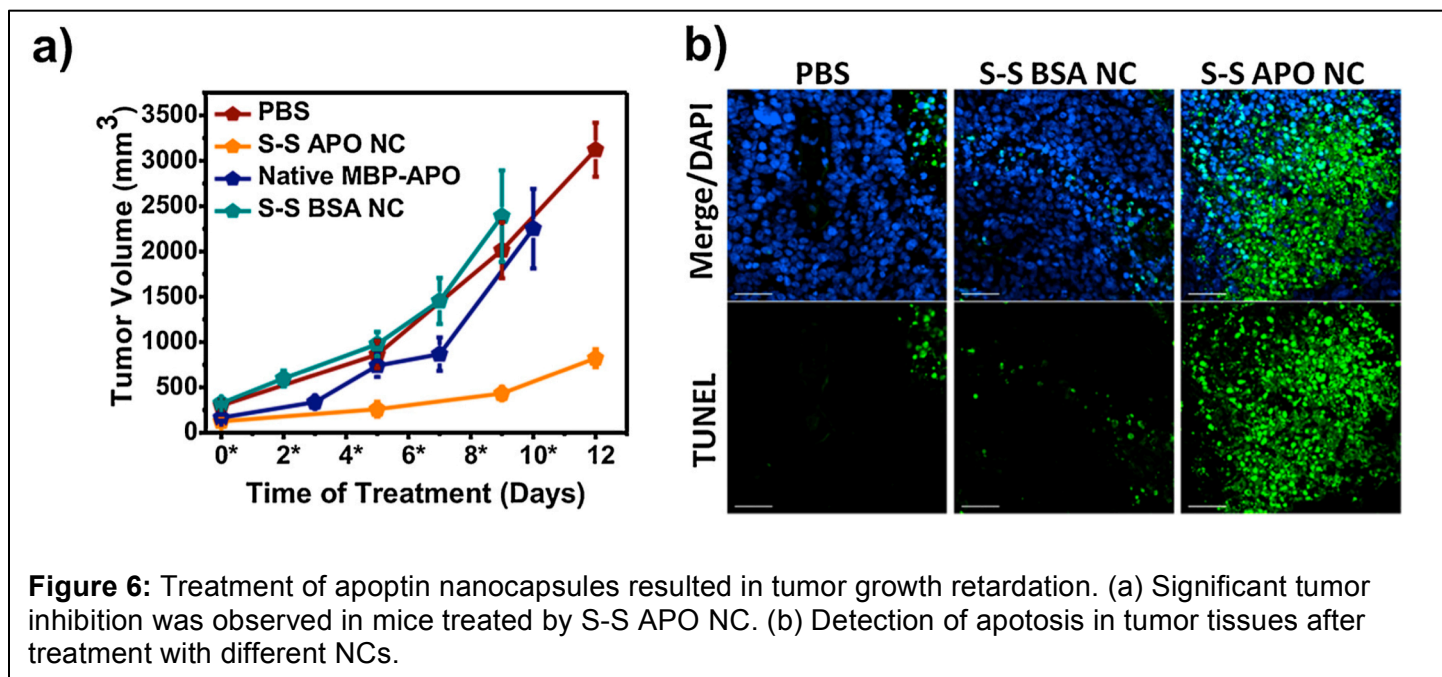 a)
Tumor Volume (mm³)
3500
3000
2500
2000
1500
1000
500
0
PBS
S-S APO NC
Native MBP-APO
S-S BSA NC
0* 2* 4* 6* 8* 10* 12
Time of Treatment (Days)
b)
PBS S-S BSA NC S-S APO NC
Merge/DAPI
TUNEL
Figure 6: Treatment of apoptin nanocapsules resulted in tumor growth retardation. (a) Significant tumor
inhibition was observed in mice treated by S-S APO NC. (b) Detection of apotosis in tumor tissues after
treatment with different NCs.